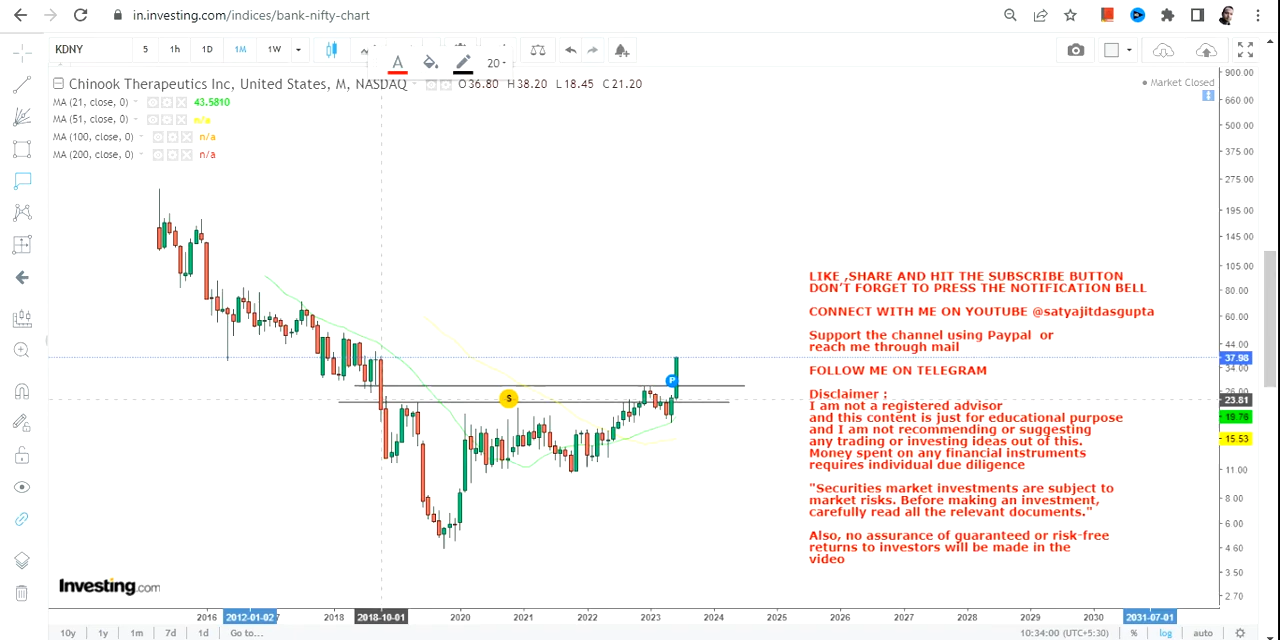 in.investing.com/indices/bank-nifty-chart
KDNY 5 1h 1D 1M 1W 20
Chinook Therapeutics Inc, United States, M, NASDAQ O36.80 H38.20 L18.45 C21.20
Market Closed
MA (21, close, 0) 43.5810
MA (51, close, 0) n/a
MA (100, close, 0) n/a
MA (200, close, 0) n/a
900.00
660.00
500.00
375.00
275.00
195.00
145.00
105.00
80.00
60.00
44.00
37.98
34.00
26.00
23.81
19.76
15.53
11.00
8.00
6.00
4.60
3.50
2.70
P
S
LIKE ,SHARE AND HIT THE SUBSCRIBE BUTTON
DON'T FORGET TO PRESS THE NOTIFICATION BELL
CONNECT WITH ME ON YOUTUBE @satyajitdasgupta
Support the channel using Paypal or
reach me through mail
FOLLOW ME ON TELEGRAM
Disclaimer :
I am not a registered advisor
and this content is just for educational purpose
and I am not recommending or suggesting
any trading or investing ideas out of this.
Money spent on any financial instruments
requires individual due diligence
"Securities market investments are subject to
market risks. Before making an investment,
carefully read all the relevant documents."
Also, no assurance of guaranteed or risk-free
returns to investors will be made in the
video
Investing.com
2016 2012-01-02 2018 2018-10-01 2020 2021 2022 2023 2024 2025 2026 2027 2028 2029 2030 2031-07-01
10y 1y 1m 7d 1d Go to... 10:34:00 (UTC+5:30) % log auto